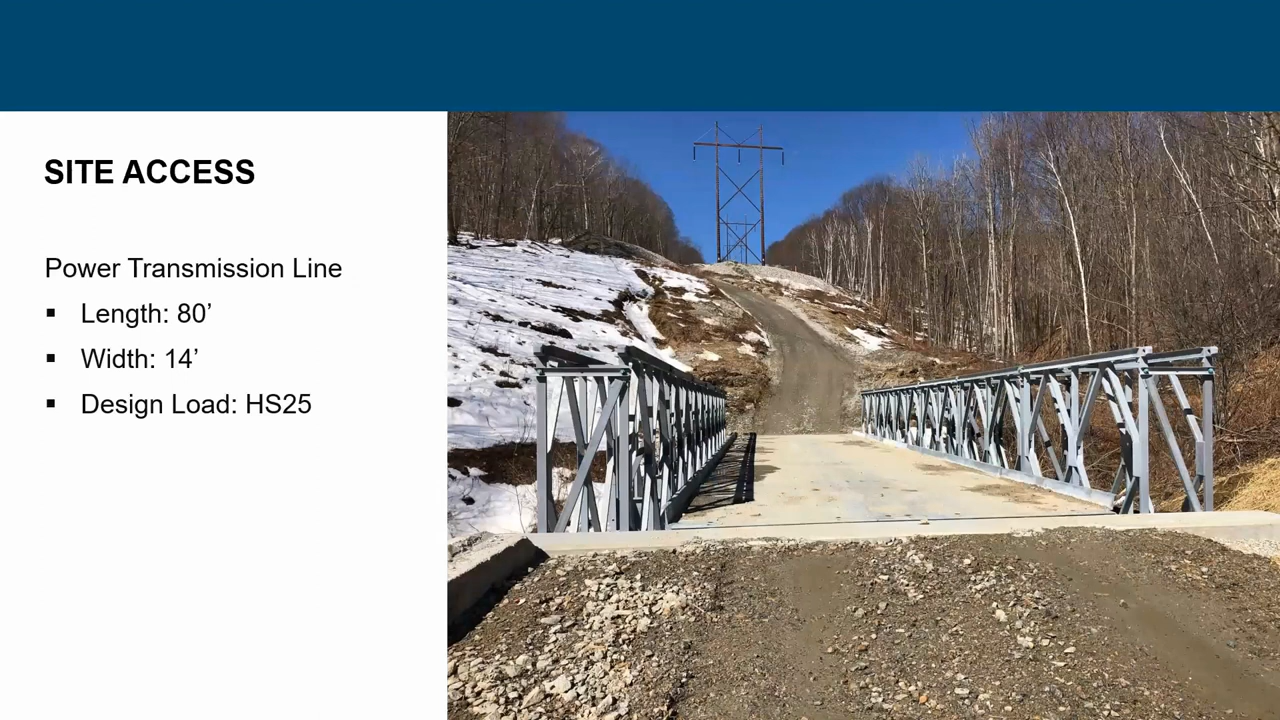 SITE ACCESS
Power Transmission Line
▪ Length: 80’
▪ Width: 14’
▪ Design Load: HS25